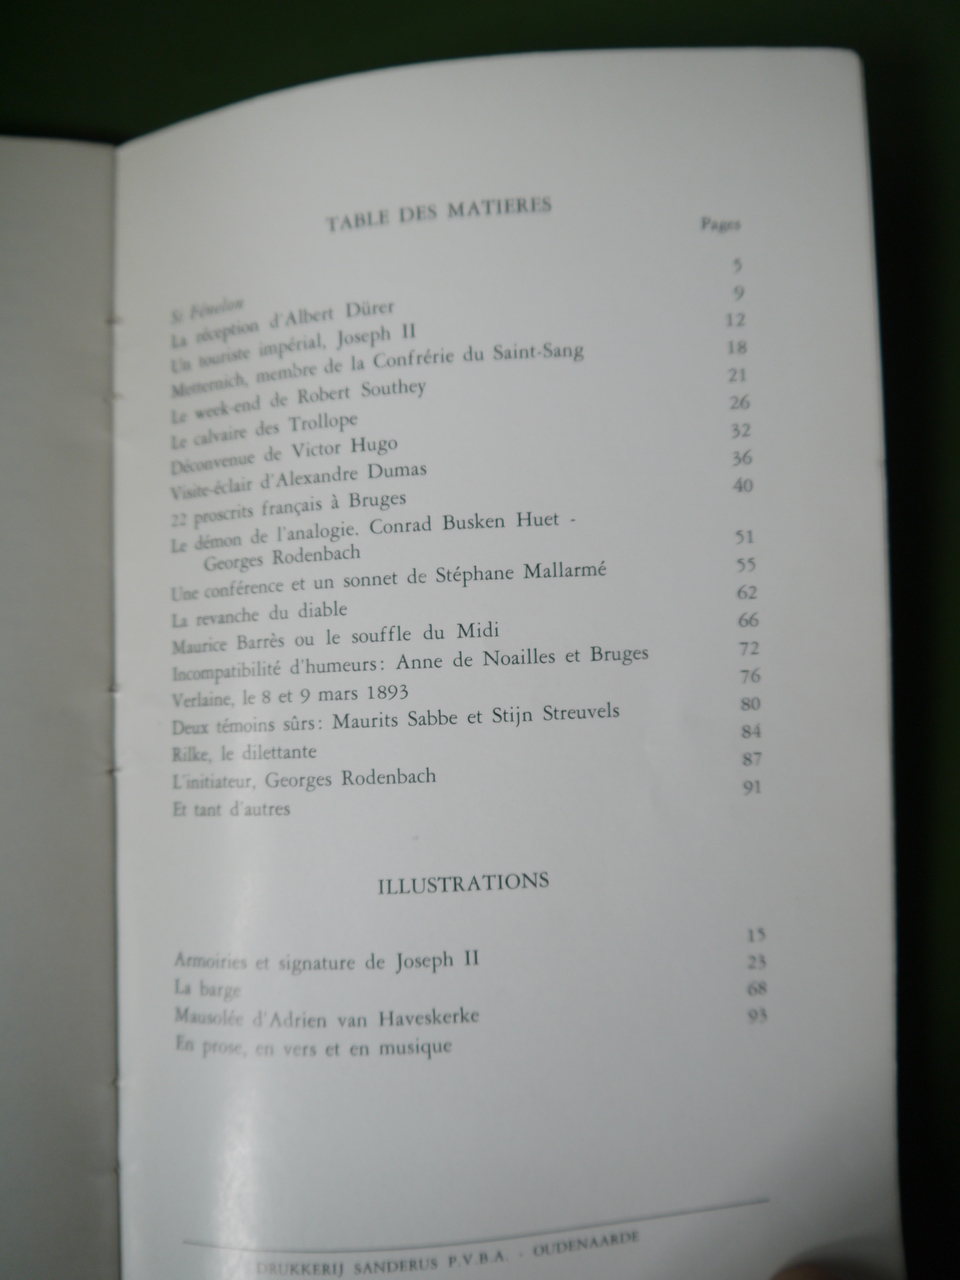 TABLE DES MATIERES
Pages
Si Fénelon 5
La réception d'Albert Dürer 9
Un touriste impérial, Joseph II 12
Metternich, membre de la Confrérie du Saint-Sang 18
Le week-end de Robert Southey 21
Le calvaire des Trollope 26
Déconvenue de Victor Hugo 32
Visite-éclair d'Alexandre Dumas 36
22 proscrits français à Bruges 40
Le démon de l'analogie. Conrad Busken Huet -
Georges Rodenbach 51
Une conférence et un sonnet de Stéphane Mallarmé 55
La revanche du diable 62
Maurice Barrès ou le souffle du Midi 66
Incompatibilité d'humeurs: Anne de Noailles et Bruges 72
Verlaine, le 8 et 9 mars 1893 76
Deux témoins sûrs: Maurits Sabbe et Stijn Streuvels 80
Rilke, le dilettante 84
L'initiateur, Georges Rodenbach 87
Et tant d'autres 91
ILLUSTRATIONS
Armoiries et signature de Joseph II 15
La barge 23
Mausolée d'Adrien van Haveskerke 68
En prose, en vers et en musique 93
DRUKKERIJ SANDERUS P.V.B.A. - OUDENAARDE